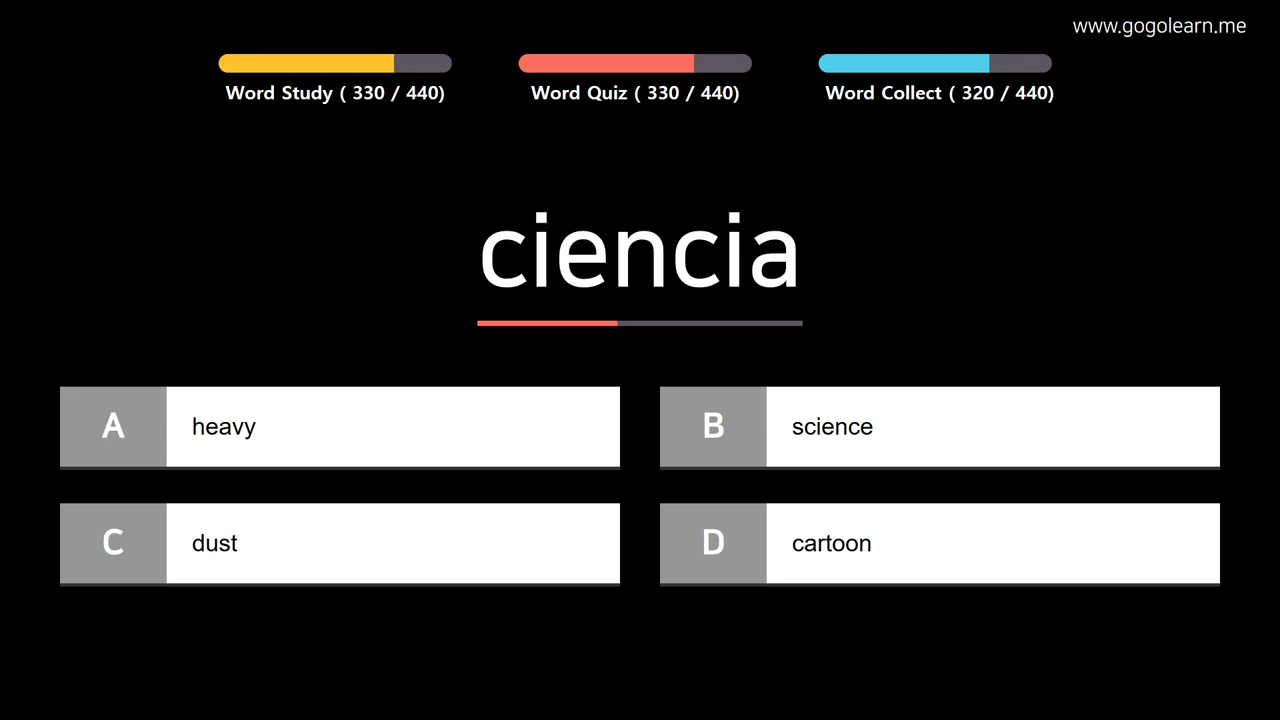 www.gogolearn.me
Word Study ( 330 / 440)
Word Quiz ( 330 / 440)
Word Collect ( 320 / 440)
ciencia
A heavy
B science
C dust
D cartoon